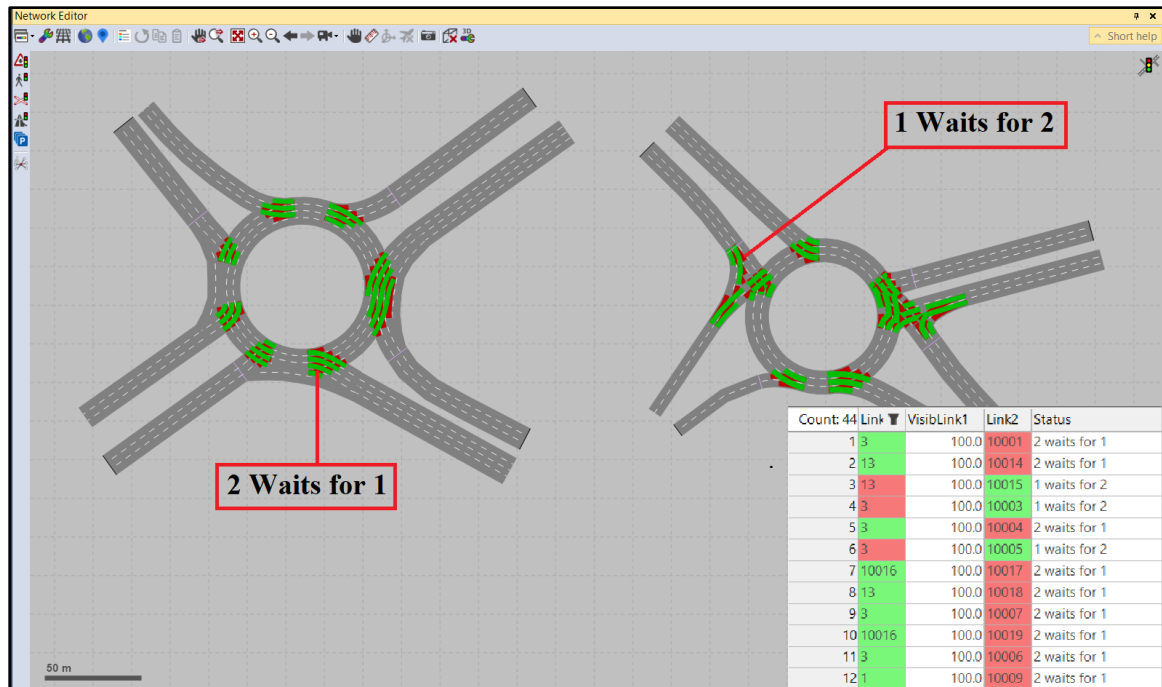 Network Editor
Short help
3D
1 Waits for 2
2 Waits for 1
50 m
Count: 44 Link VisibLink1 Link2 Status
1 3 100.0 10001 2 waits for 1
2 13 100.0 10014 2 waits for 1
3 13 100.0 10015 1 waits for 2
4 3 100.0 10003 1 waits for 2
5 3 100.0 10004 2 waits for 1
6 3 100.0 10005 1 waits for 2
7 10016 100.0 10017 2 waits for 1
8 13 100.0 10018 2 waits for 1
9 3 100.0 10007 2 waits for 1
10 10016 100.0 10019 2 waits for 1
11 3 100.0 10006 2 waits for 1
12 1 100.0 10009 2 waits for 1